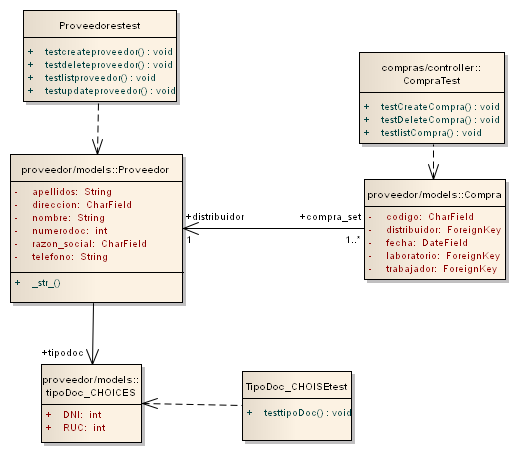 Proveedorestest
+ testcreateproveedor() : void
+ testdeleteproveedor() : void
+ testlistproveedor() : void
+ testupdateproveedor() : void
compras/controller::
CompraTest
+ testCreateCompra() : void
+ testDeleteCompra() : void
+ testlistCompra() : void
proveedor/models::Proveedor
- apellidos: String
- direccion: CharField
- nombre: String
- numerodoc: int
- razon_social: CharField
- telefono: String
+ _str_()
+distribuidor
1
+compra_set
1..*
proveedor/models::Compra
- codigo: CharField
- distribuidor: ForeignKey
- fecha: DateField
- laboratorio: ForeignKey
- trabajador: ForeignKey
+tipodoc
proveedor/models::
tipoDoc_CHOICES
+ DNI: int
+ RUC: int
TipoDoc_CHOISEtest
+ testtipoDoc() : void